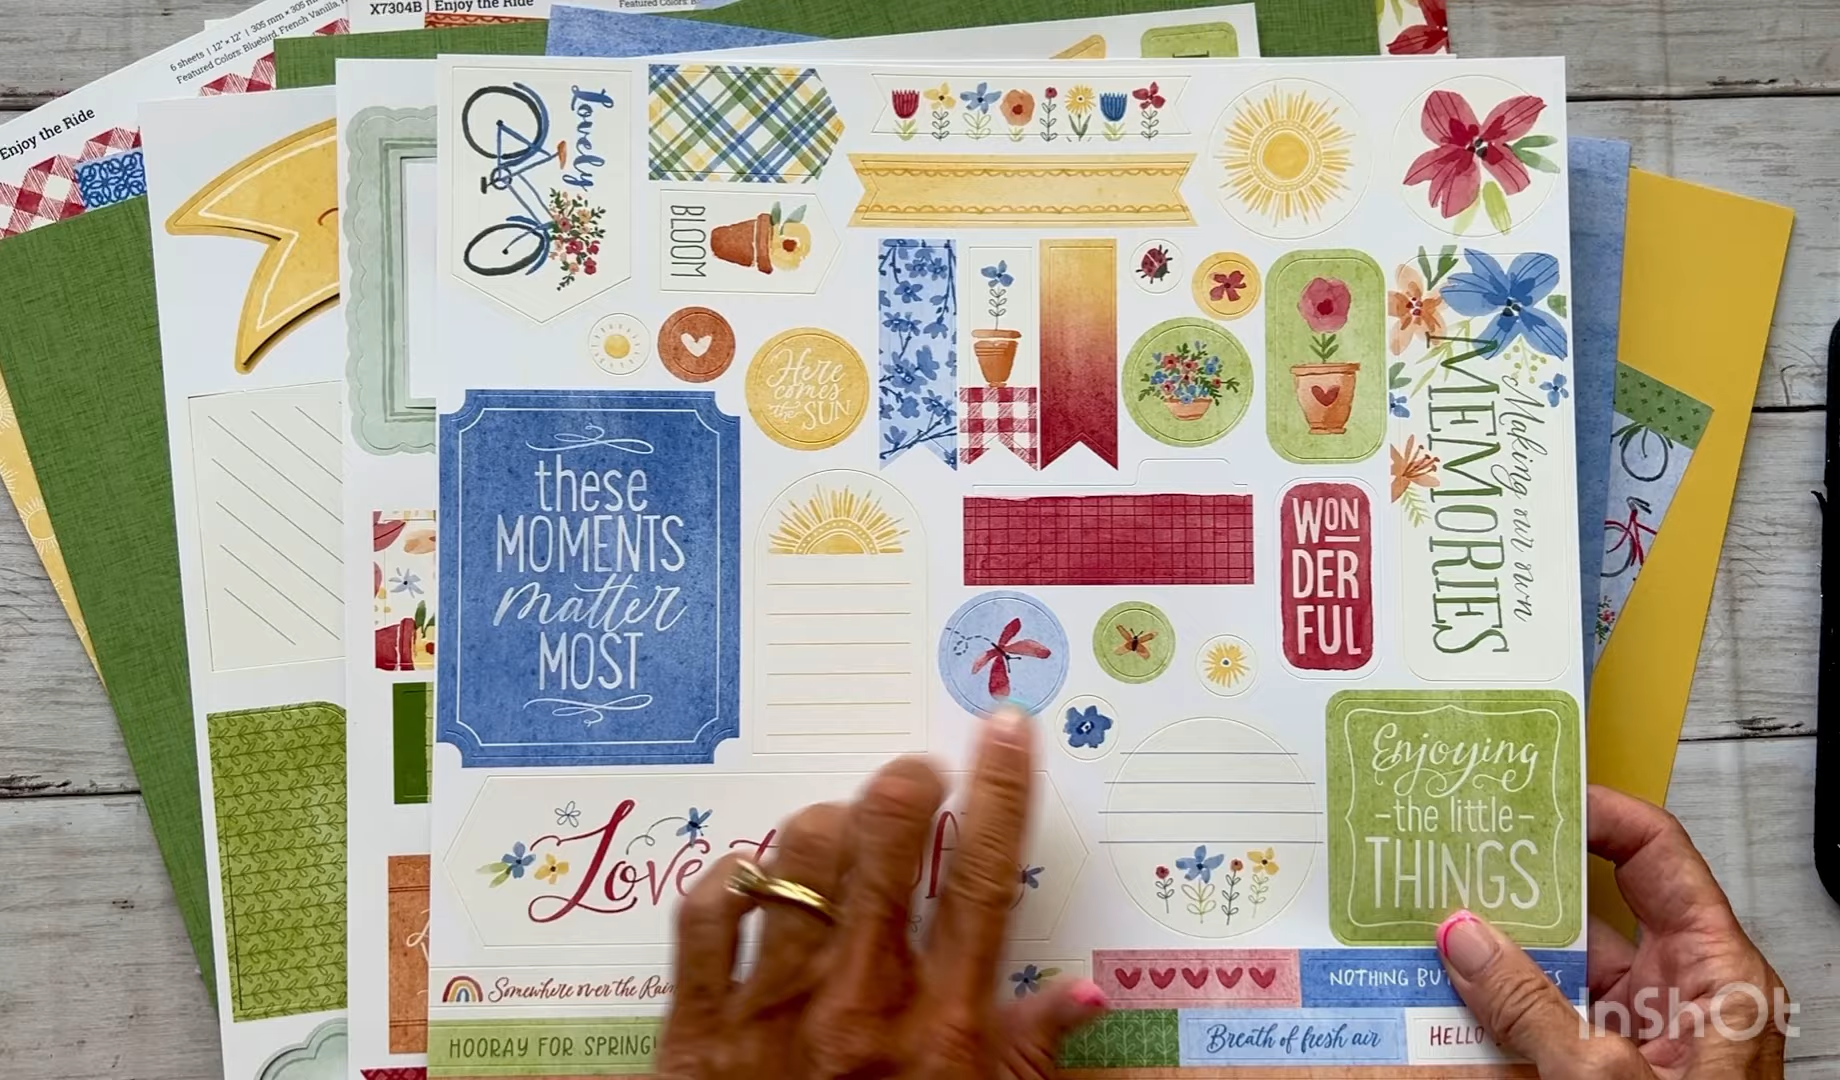 X7304B | Enjoy the Ride
6 sheets | 12" × 12" | 305 mm × 305 mm
Featured Colors: Bluebird, French Vanilla,
Featured Colors:
Enjoy the Ride
Lovely
BLOOM
Here
comes
the SUN
these
MOMENTS
matter
MOST
WON
DER
FUL
Making our own
MEMORIES
Enjoying
-the little-
THINGS
Love
Somewhere over the
NOTHING
HOORAY FOR SPRING!
Breath of fresh air
HELLO
InShOt